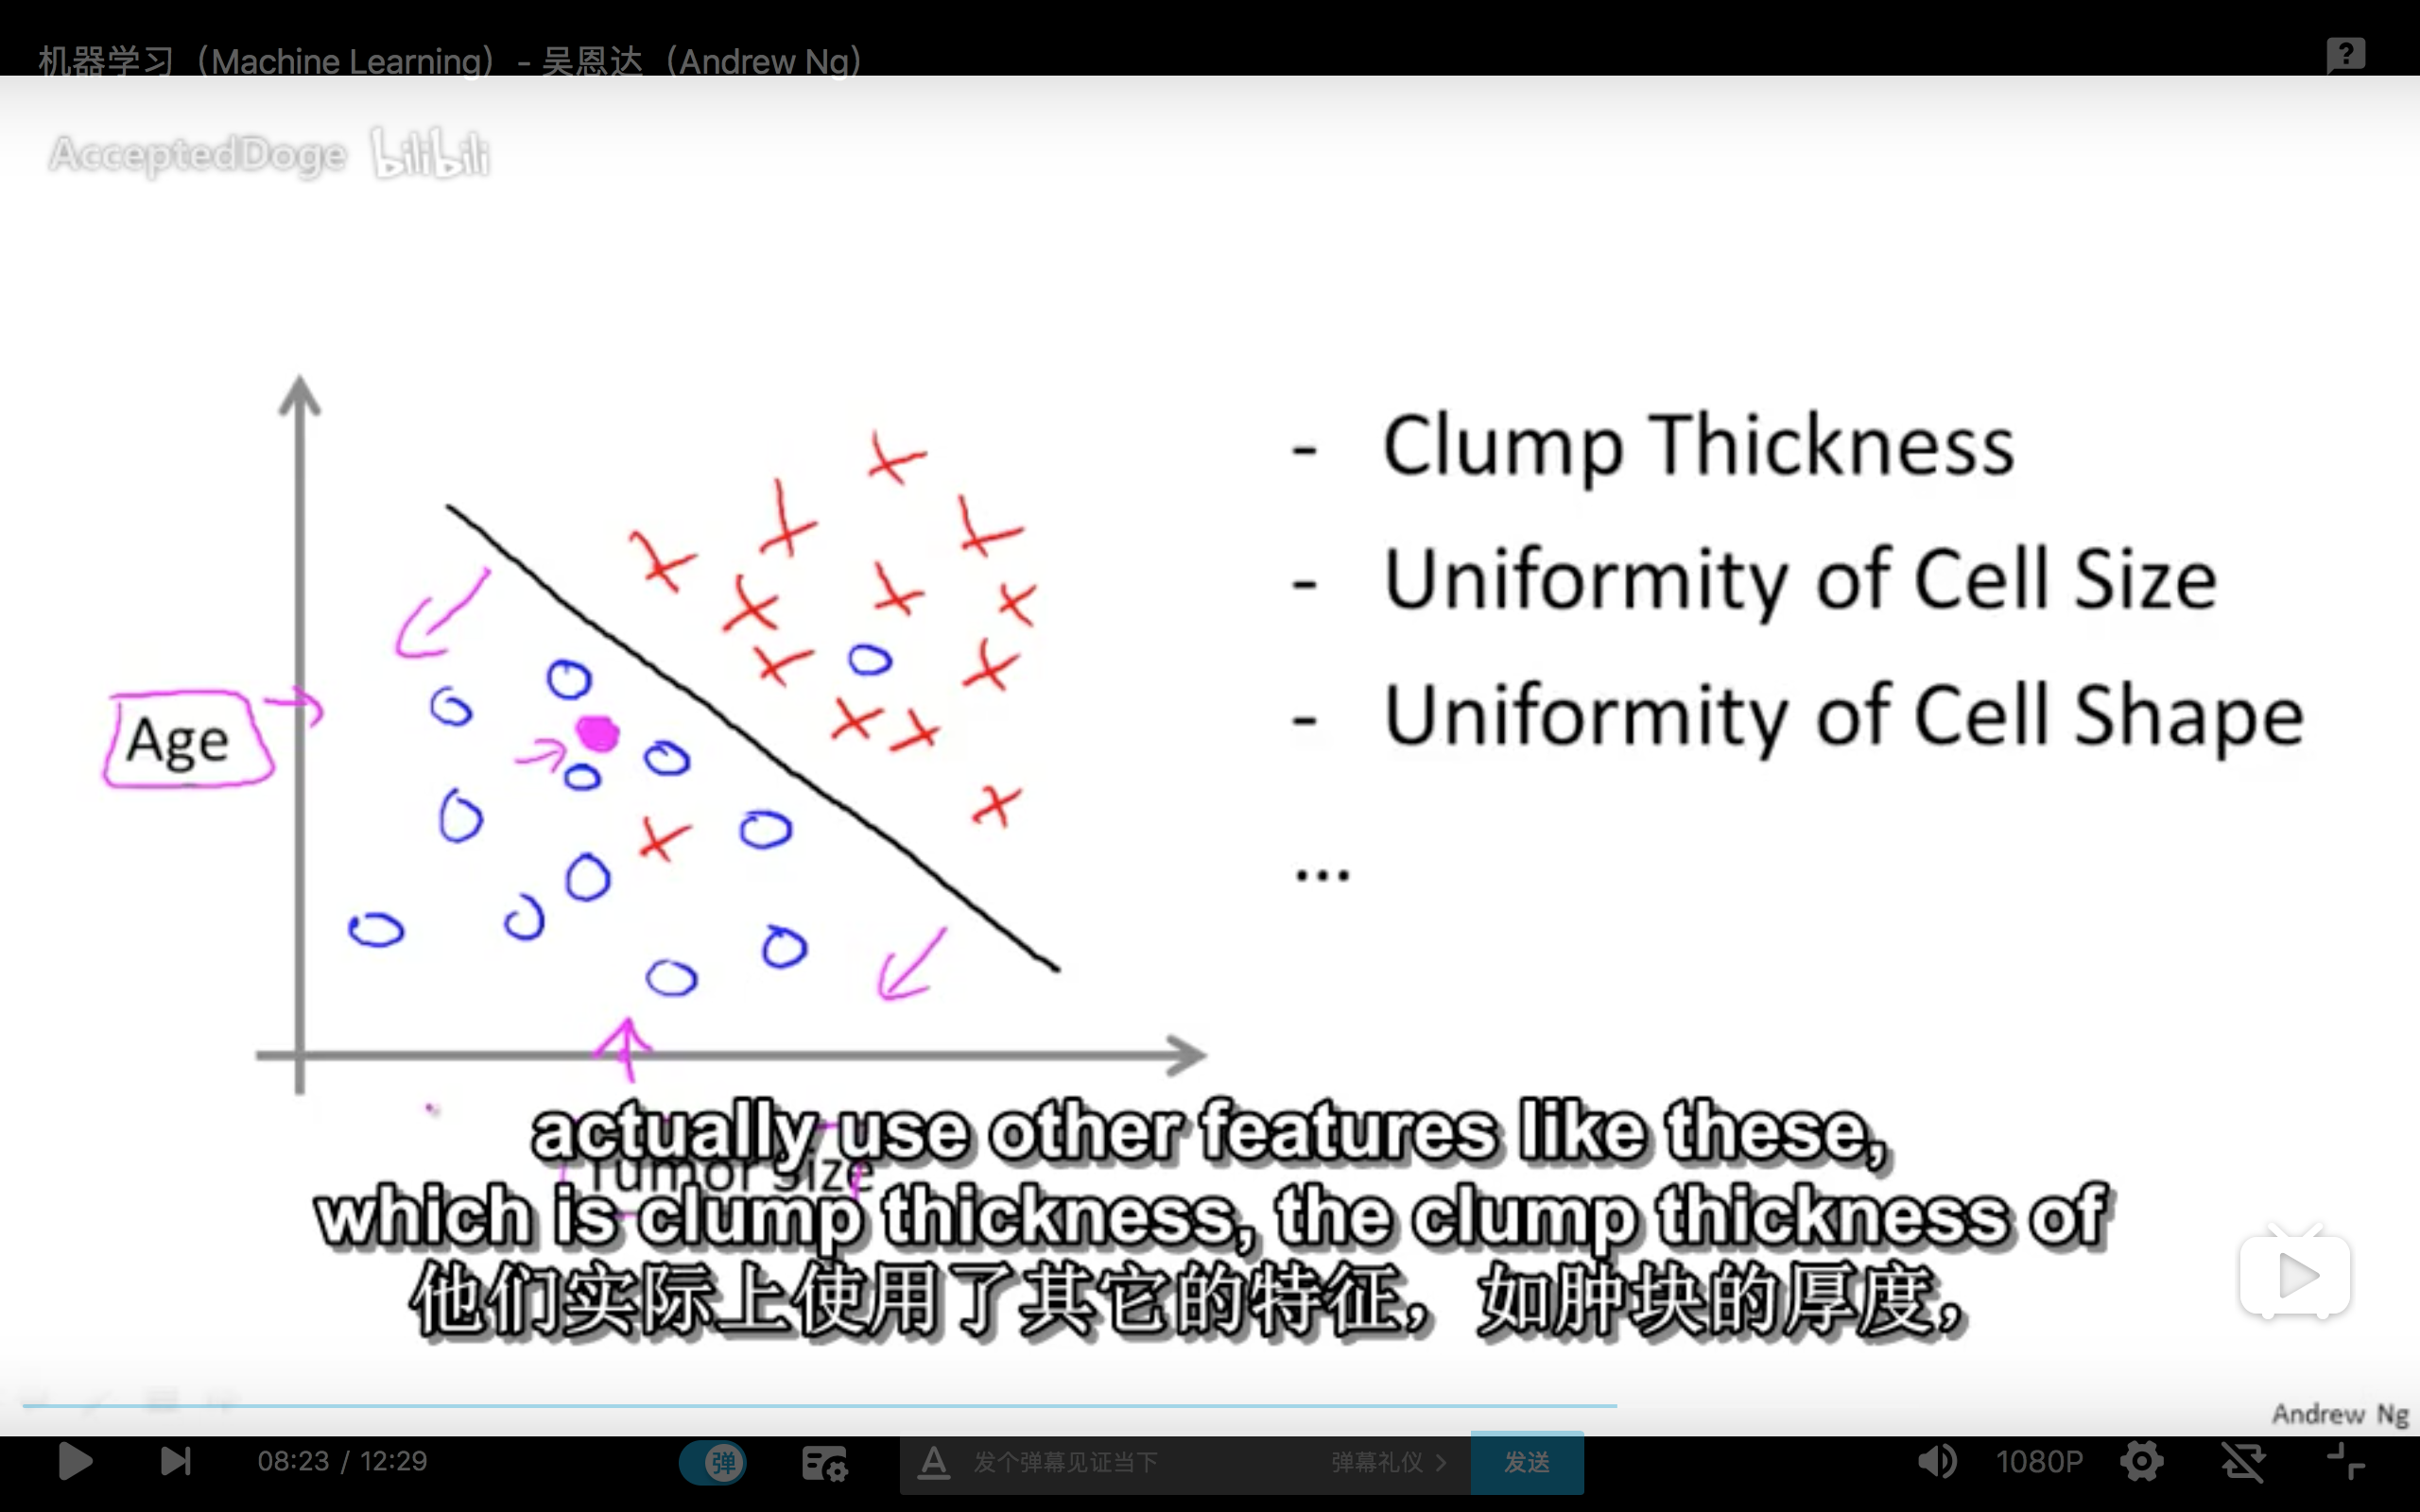 机器学习（Machine Learning）- 吴恩达（Andrew Ng）
AcceptedDoge bilibili
- Clump Thickness
- Uniformity of Cell Size
- Uniformity of Cell Shape
...
Age
Tumor Size
actually use other features like these,
which is clump thickness, the clump thickness of
他们实际上使用了其它的特征，如肿块的厚度，
Andrew Ng
08:23 / 12:29
弹
A 发个弹幕见证当下
弹幕礼仪 >
发送
1080P